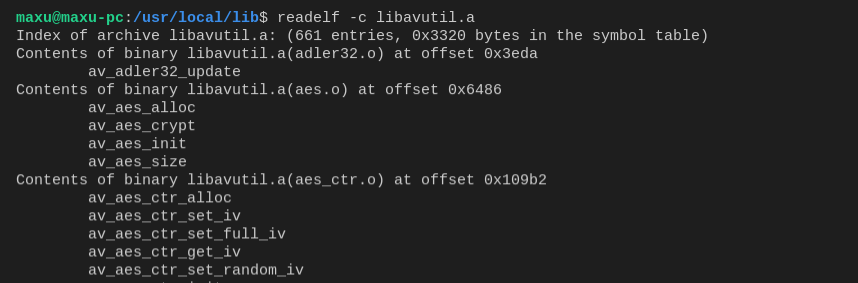 maxu@maxu-pc:/usr/local/lib$ readelf -c libavutil.a
Index of archive libavutil.a: (661 entries, 0x3320 bytes in the symbol table)
Contents of binary libavutil.a(adler32.o) at offset 0x3eda
        av_adler32_update
Contents of binary libavutil.a(aes.o) at offset 0x6486
        av_aes_alloc
        av_aes_crypt
        av_aes_init
        av_aes_size
Contents of binary libavutil.a(aes_ctr.o) at offset 0x109b2
        av_aes_ctr_alloc
        av_aes_ctr_set_iv
        av_aes_ctr_set_full_iv
        av_aes_ctr_get_iv
        av_aes_ctr_set_random_iv